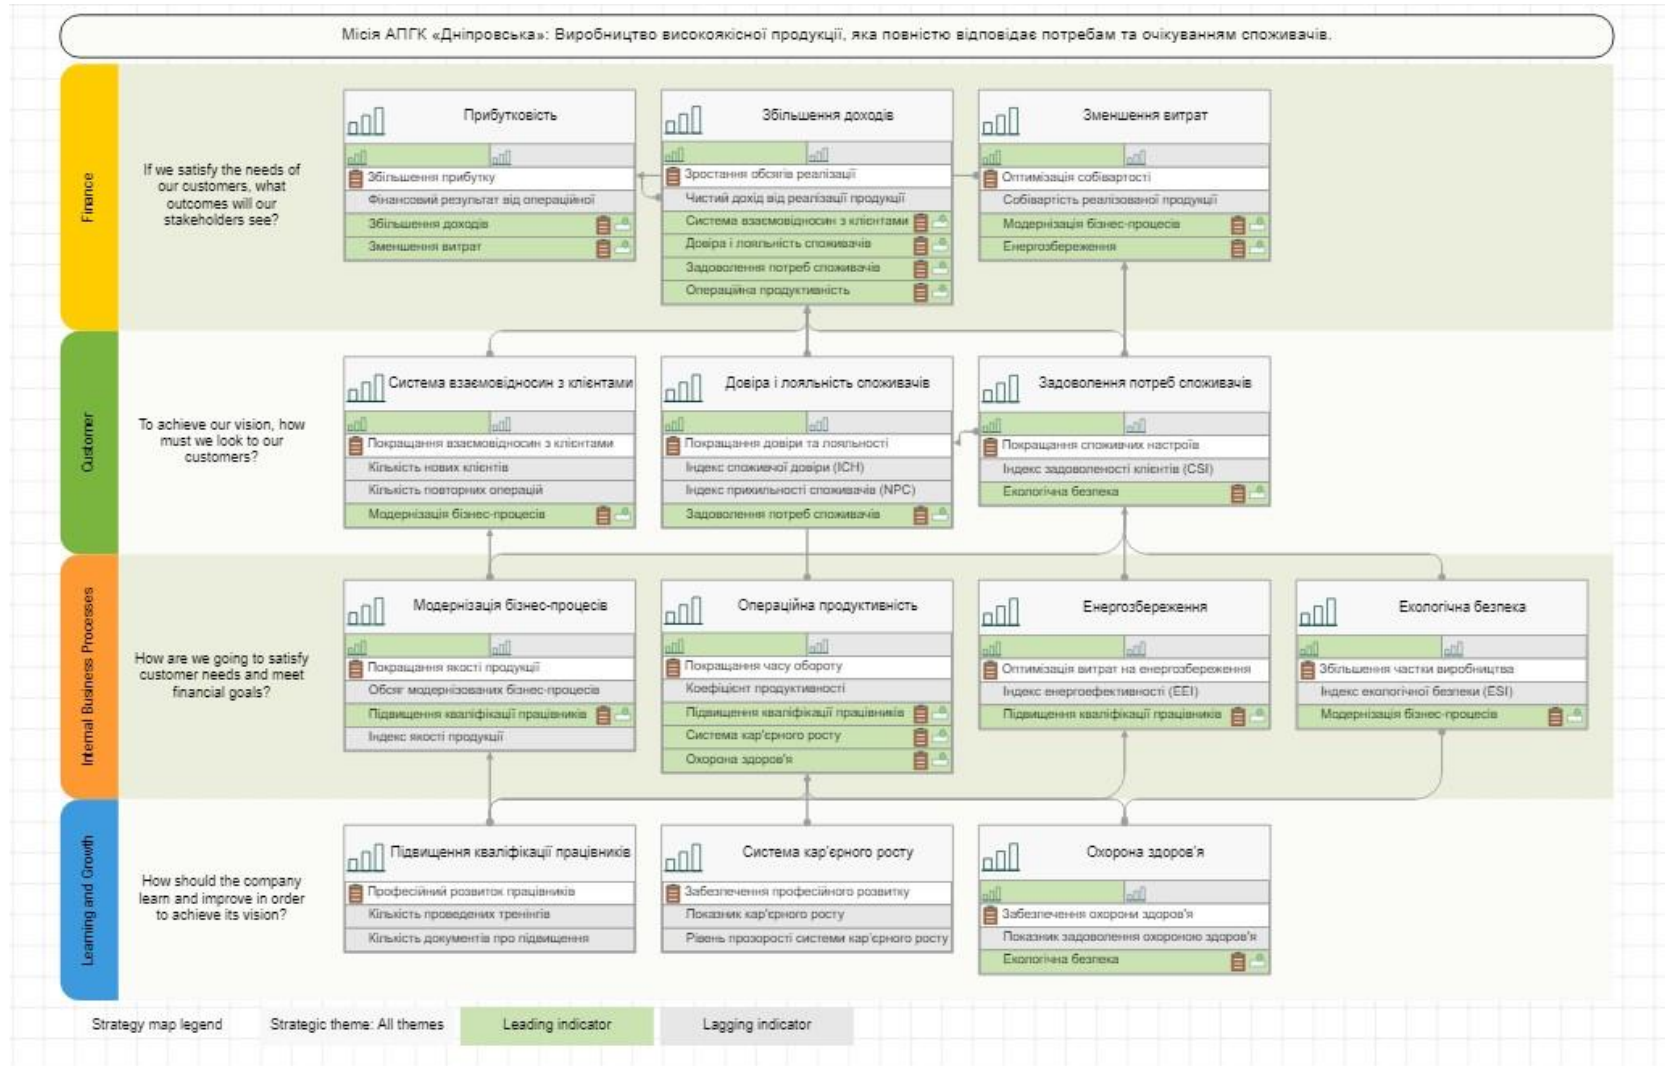 Місія АПГК «Дніпровська»: Виробництво високоякісної продукції, яка повністю відповідає потребам та очікуванням споживачів.
Finance
If we satisfy the needs of
our customers, what
outcomes will our
stakeholders see?
Прибутковість
Збільшення прибутку
Фінансовий результат від операційної
Збільшення доходів
Зменшення витрат
Збільшення доходів
Зростання обсягів реалізації
Чистий дохід від реалізації продукції
Система взаємовідносин з клієнтами
Довіра і лояльність споживачів
Задоволення потреб споживачів
Операційна продуктивність
Зменшення витрат
Оптимізація собівартості
Собівартість реалізованої продукції
Модернізація бізнес-процесів
Енергозбереження
Customer
To achieve our vision, how
must we look to our
customers?
Система взаємовідносин з клієнтами
Покращання взаємовідносин з клієнтами
Кількість нових клієнтів
Кількість повторних операцій
Модернізація бізнес-процесів
Довіра і лояльність споживачів
Покращання довіри та лояльності
Індекс споживчої довіри (ІСН)
Індекс прихильності споживачів (NPC)
Задоволення потреб споживачів
Задоволення потреб споживачів
Покращання споживчих настроїв
Індекс задоволеності клієнтів (CSI)
Екологічна безпека
Internal Business Processes
How are we going to satisfy
customer needs and meet
financial goals?
Модернізація бізнес-процесів
Покращання якості продукції
Обсяг модернізованих бізнес-процесів
Підвищення кваліфікації працівників
Індекс якості продукції
Операційна продуктивність
Покращання часу обороту
Коефіцієнт продуктивності
Підвищення кваліфікації працівників
Система кар'єрного росту
Охорона здоров'я
Енергозбереження
Оптимізація витрат на енергозбереження
Індекс енергоефективності (EEI)
Підвищення кваліфікації працівників
Екологічна безпека
Збільшення частки виробництва
Індекс екологічної безпеки (ESI)
Модернізація бізнес-процесів
Learning and Growth
How should the company
learn and improve in order
to achieve its vision?
Підвищення кваліфікації працівників
Професійний розвиток працівників
Кількість проведених тренінгів
Кількість документів про підвищення
Система кар'єрного росту
Забезпечення професійного розвитку
Показник кар'єрного росту
Рівень прозорості системи кар'єрного росту
Охорона здоров'я
Забезпечення охорони здоров'я
Показник задоволення охороною здоров'я
Екологічна безпека
Strategy map legend
Strategic theme: All themes
Leading indicator
Lagging indicator